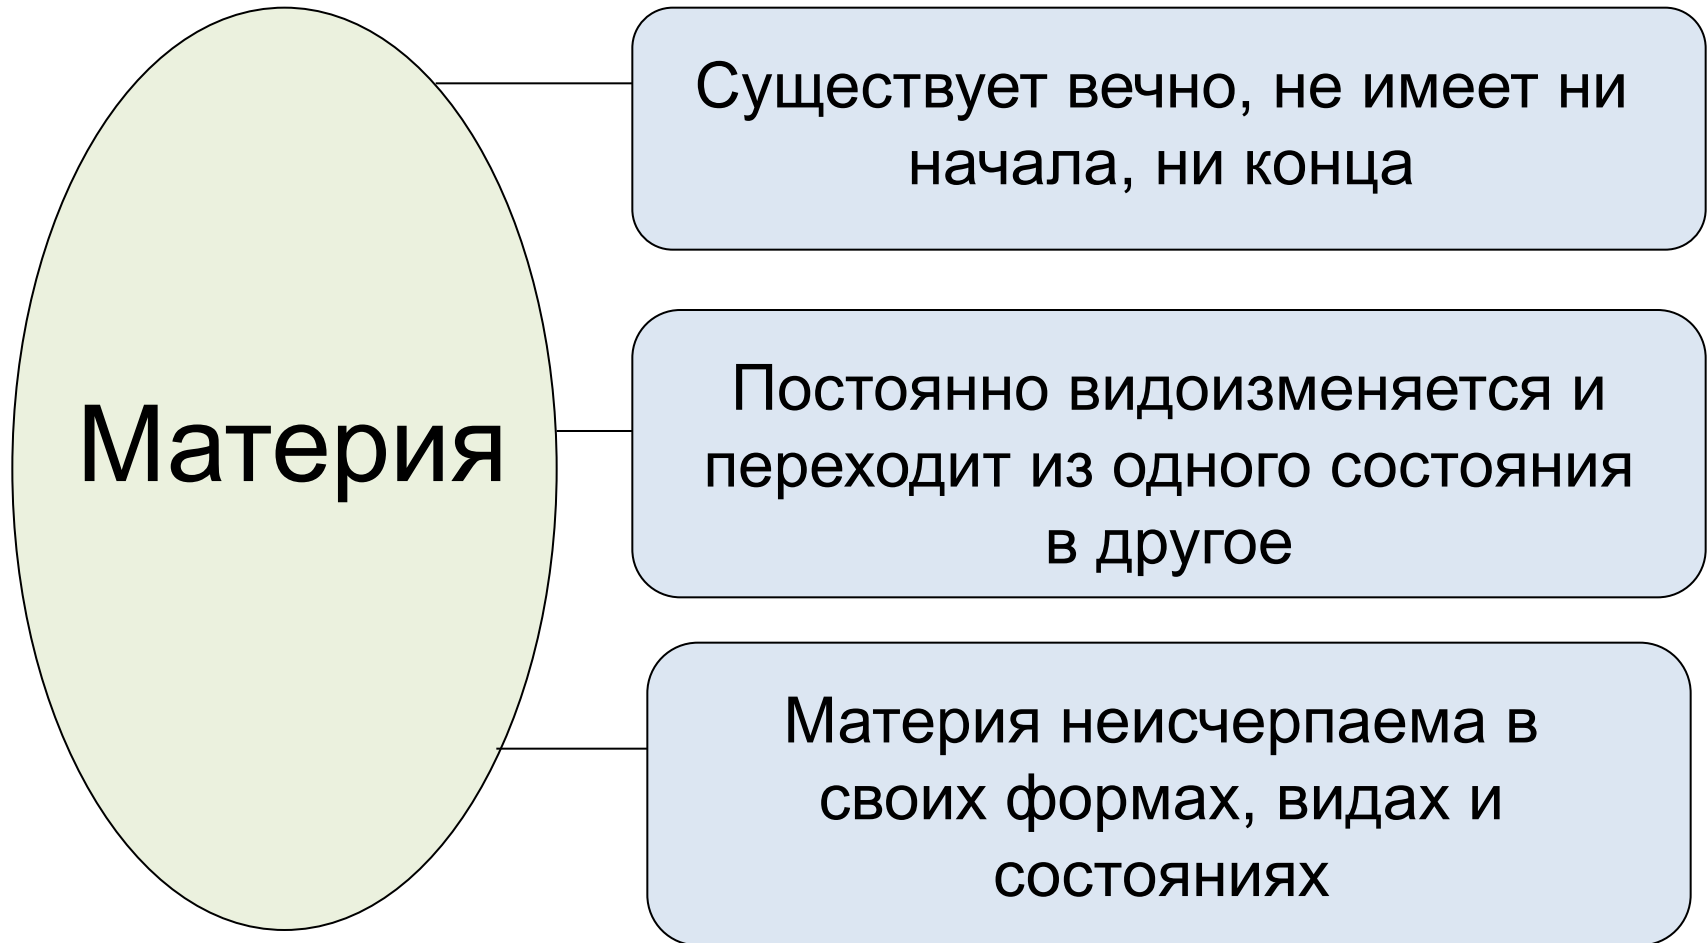 Материя
Существует вечно, не имеет ни
начала, ни конца
Постоянно видоизменяется и
переходит из одного состояния
в другое
Материя неисчерпаема в
своих формах, видах и
состояниях